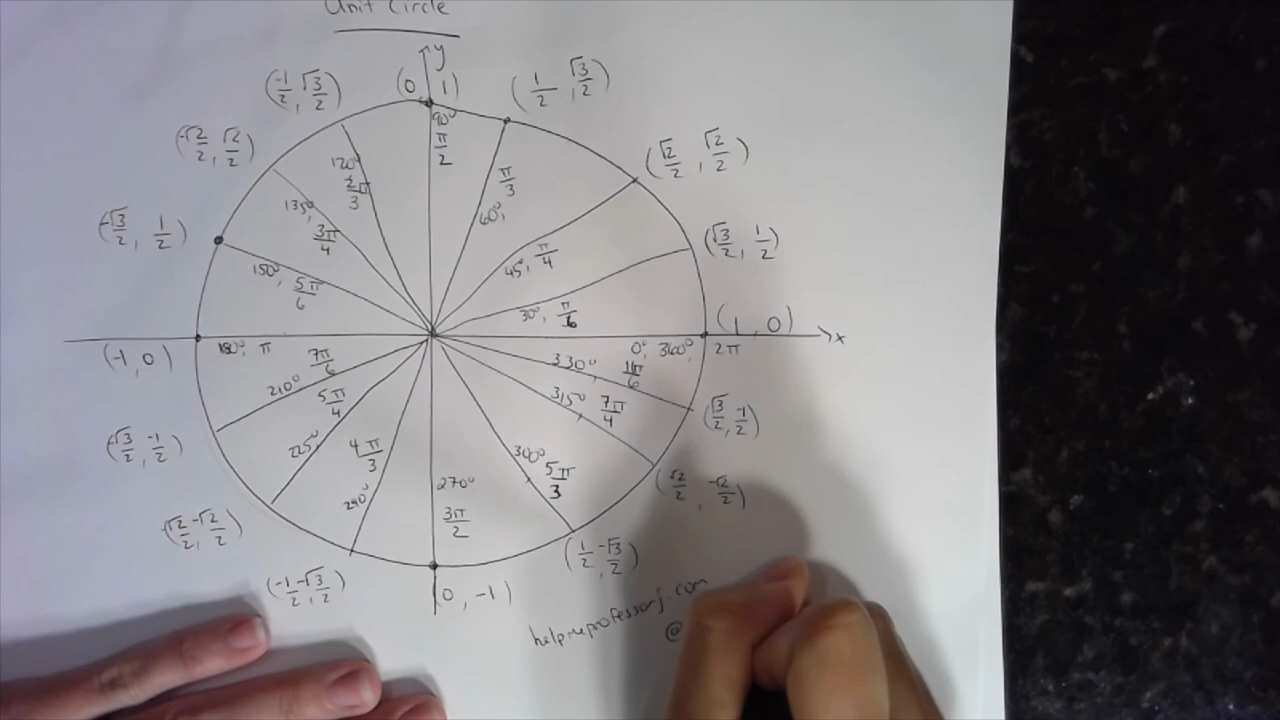 Unit Circle
y
(0, 1)
(1/2, √3/2)
(√2/2, √2/2)
(√3/2, 1/2)
(1, 0)
x
(√3/2, -1/2)
(√2/2, -√2/2)
(1/2, -√3/2)
(0, -1)
(-1/2, -√3/2)
(-√2/2, -√2/2)
(-√3/2, -1/2)
(-1, 0)
(-√3/2, 1/2)
(-√2/2, √2/2)
(-1/2, √3/2)
90° π/2
π/3 60°,
45°, π/4
30°, π/6
0°, 360°, 2π
330°, 11π/6
315° 7π/4
300° 5π/3
270° 3π/2
4π/3 240°
5π/4 225°
7π/6 210°
180°, π
150°, 5π/6
135°, 3π/4
120° 2π/3
@